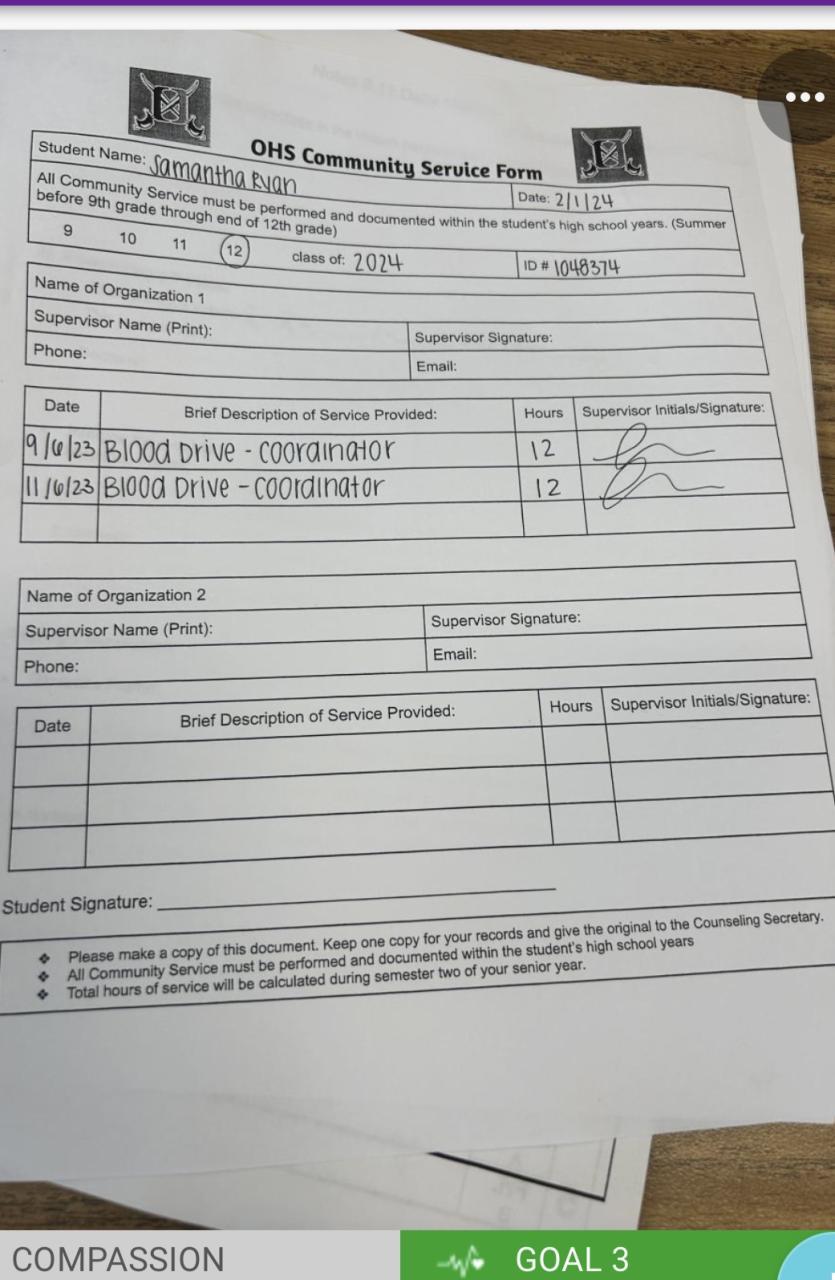 OHS Community Service Form
Student Name: Samantha Ryan
Date: 2/1/24
All Community Service must be performed and documented within the student's high school years. (Summer
before 9th grade through end of 12th grade)
9 10 11 12 class of: 2024 ID # 1048374
Name of Organization 1
Supervisor Name (Print): Supervisor Signature:
Phone: Email:
Date Brief Description of Service Provided: Hours Supervisor Initials/Signature:
9/6/23 Blood Drive - coordinator 12
11/6/23 Blood Drive - coordinator 12
Name of Organization 2
Supervisor Name (Print): Supervisor Signature:
Phone: Email:
Date Brief Description of Service Provided: Hours Supervisor Initials/Signature:
Student Signature:
❖ Please make a copy of this document. Keep one copy for your records and give the original to the Counseling Secretary.
❖ All Community Service must be performed and documented within the student's high school years
❖ Total hours of service will be calculated during semester two of your senior year.
COMPASSION GOAL 3